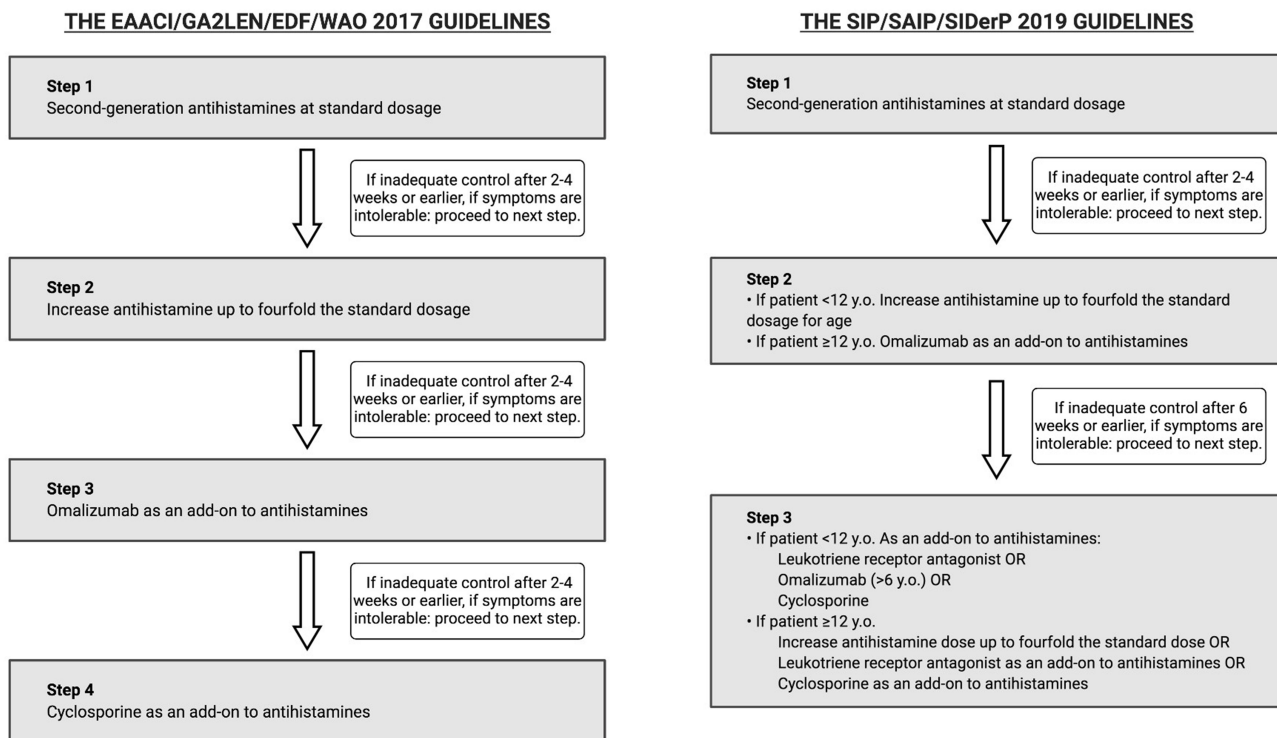 THE EAACI/GA2LEN/EDF/WAO 2017 GUIDELINES
Step 1
Second-generation antihistamines at standard dosage
If inadequate control after 2-4
weeks or earlier, if symptoms are
intolerable: proceed to next step.
Step 2
Increase antihistamine up to fourfold the standard dosage
If inadequate control after 2-4
weeks or earlier, if symptoms are
intolerable: proceed to next step.
Step 3
Omalizumab as an add-on to antihistamines
If inadequate control after 2-4
weeks or earlier, if symptoms are
intolerable: proceed to next step.
Step 4
Cyclosporine as an add-on to antihistamines
THE SIP/SAIP/SIDerP 2019 GUIDELINES
Step 1
Second-generation antihistamines at standard dosage
If inadequate control after 2-4
weeks or earlier, if symptoms are
intolerable: proceed to next step.
Step 2
• If patient <12 y.o. Increase antihistamine up to fourfold the standard
dosage for age
• If patient ≥12 y.o. Omalizumab as an add-on to antihistamines
If inadequate control after 6
weeks or earlier, if symptoms are
intolerable: proceed to next step.
Step 3
• If patient <12 y.o. As an add-on to antihistamines:
Leukotriene receptor antagonist OR
Omalizumab (>6 y.o.) OR
Cyclosporine
• If patient ≥12 y.o.
Increase antihistamine dose up to fourfold the standard dose OR
Leukotriene receptor antagonist as an add-on to antihistamines OR
Cyclosporine as an add-on to antihistamines